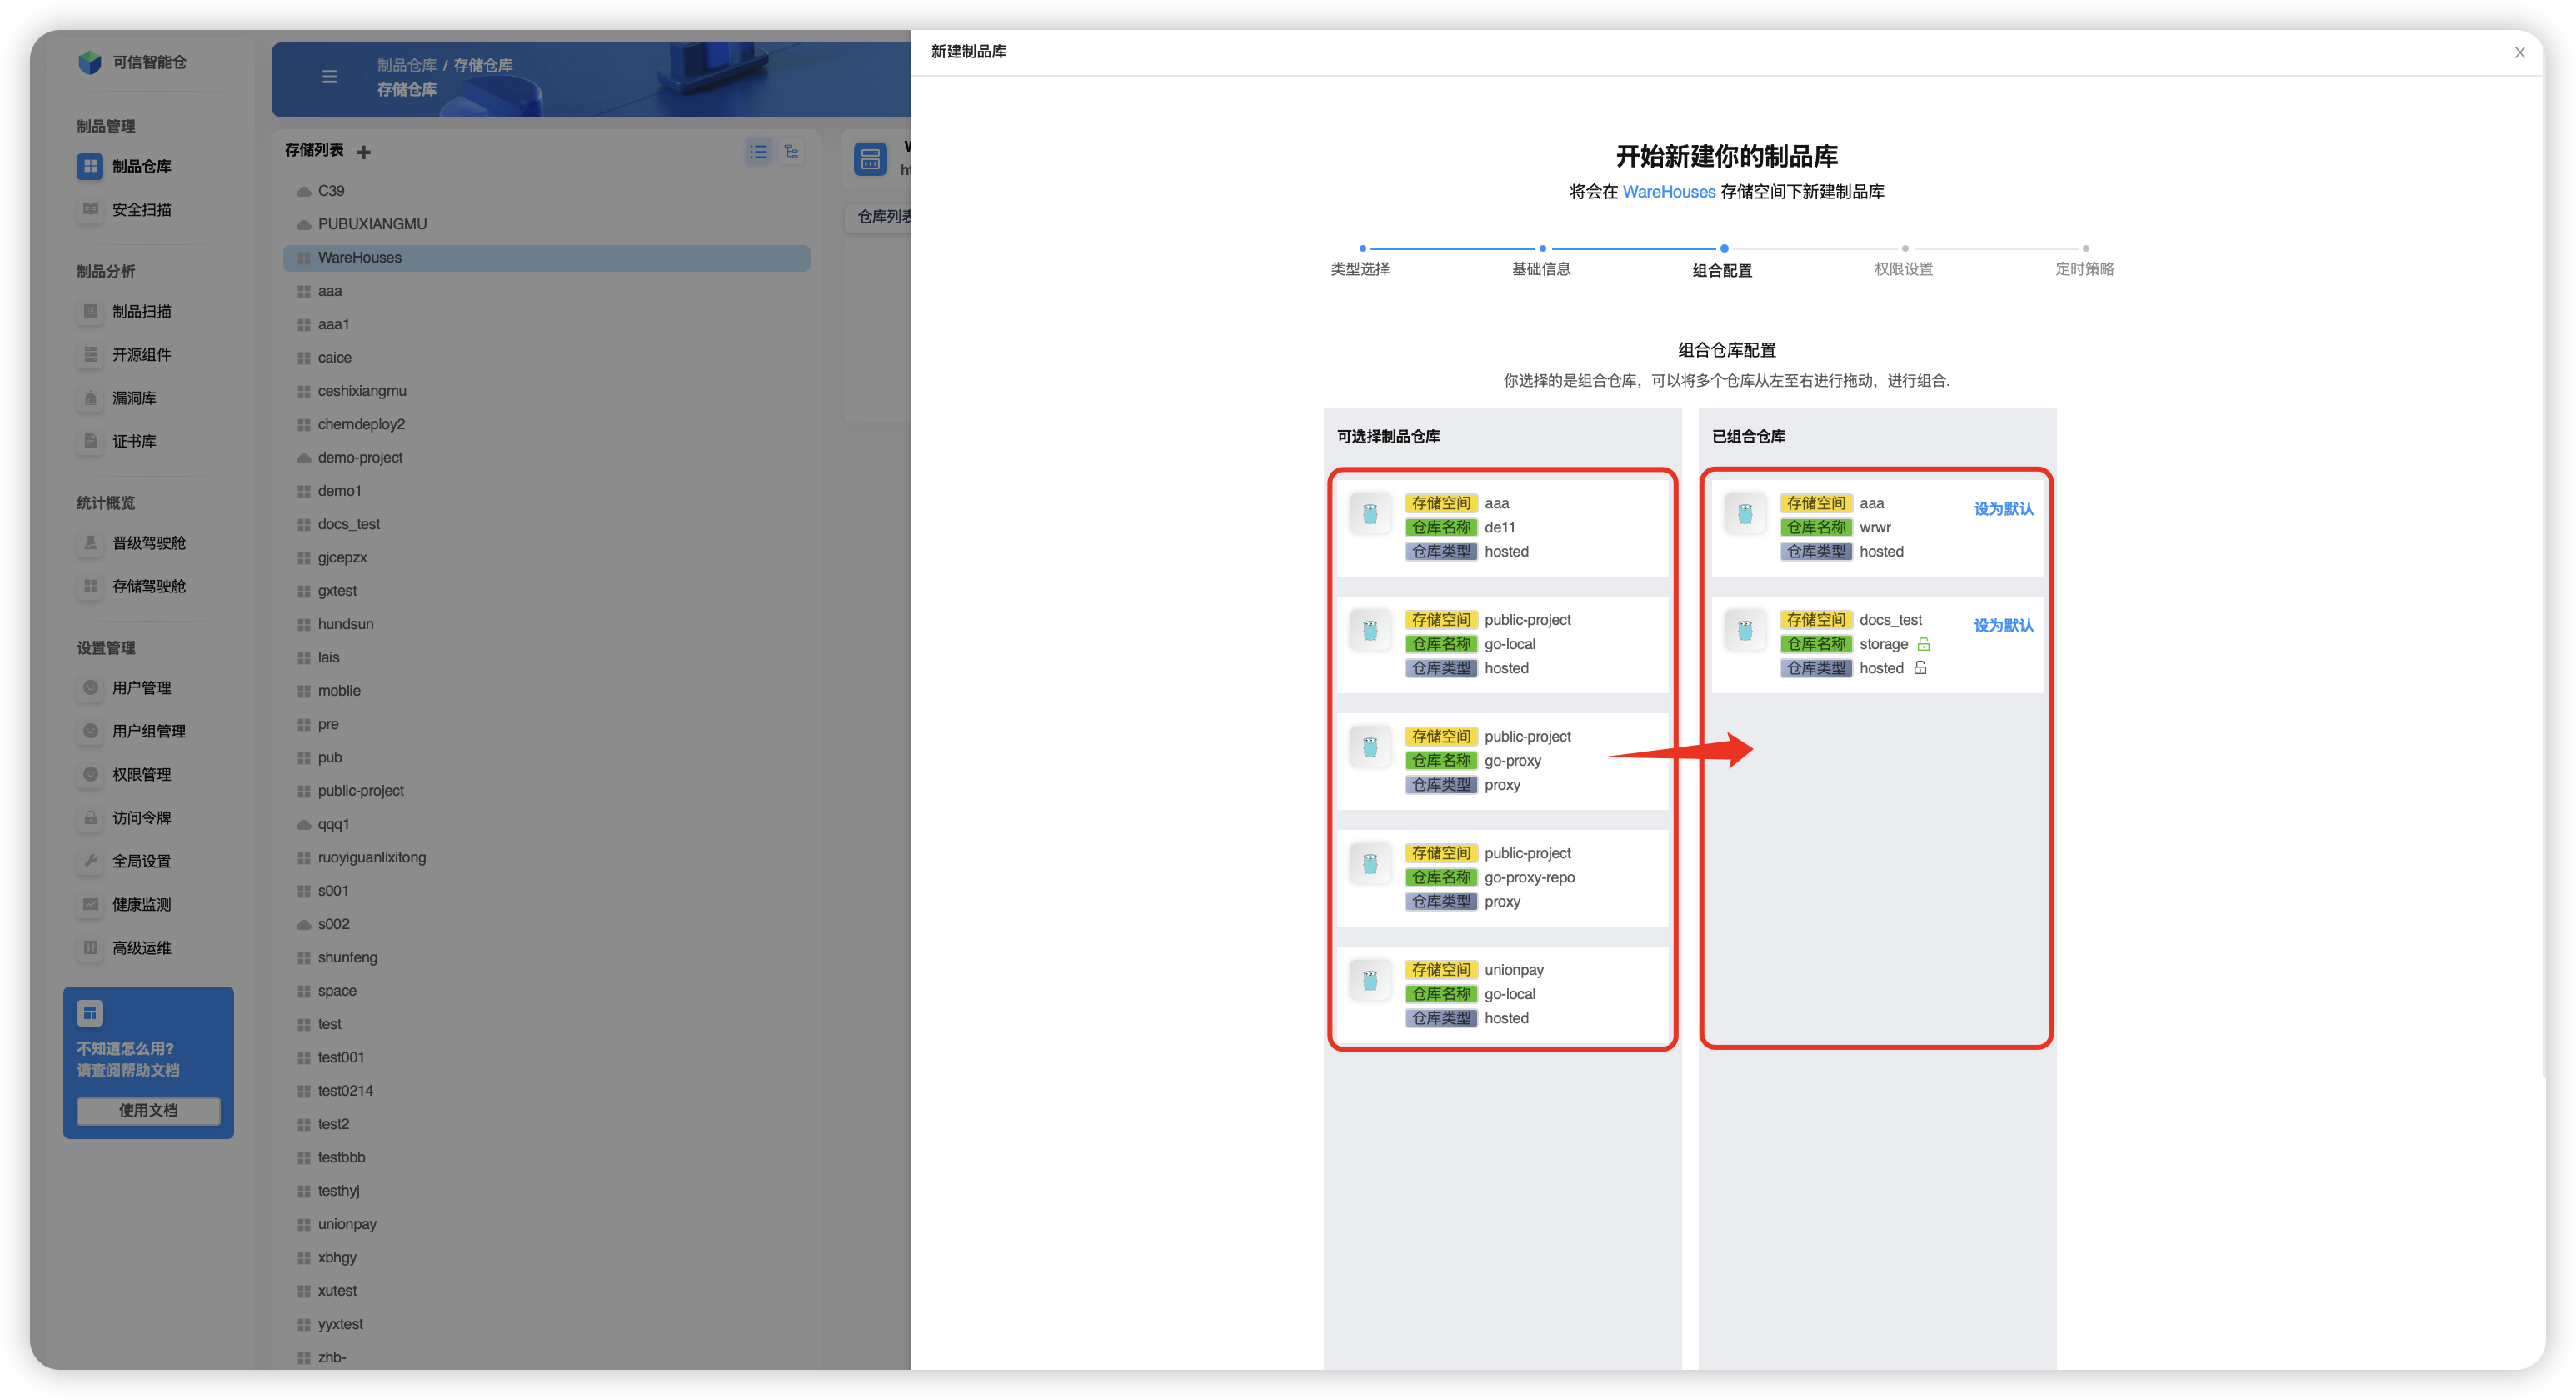 可信智能仓
制品管理
制品仓库
安全扫描
制品分析
制品扫描
开源组件
漏洞库
证书库
统计概览
晋级驾驶舱
存储驾驶舱
设置管理
用户管理
用户组管理
权限管理
访问令牌
全局设置
健康监测
高级运维
不知道怎么用?
请查阅帮助文档
使用文档
制品仓库 / 存储仓库
存储仓库
存储列表
C39
PUBUXIANGMU
WareHouses
aaa
aaa1
caice
ceshixiangmu
cherndeploy2
demo-project
demo1
docs_test
gjcepzx
gxtest
hundsun
lais
moblie
pre
pub
public-project
qqq1
ruoyiguanlixitong
s001
s002
shunfeng
space
test
test001
test0214
test2
testbbb
testhyj
unionpay
xbhgy
xutest
yyxtest
zhb-
仓库列表
新建制品库
开始新建你的制品库
将会在 WareHouses 存储空间下新建制品库
类型选择
基础信息
组合配置
权限设置
定时策略
组合仓库配置
你选择的是组合仓库，可以将多个仓库从左至右进行拖动，进行组合.
可选择制品仓库
存储空间 aaa
仓库名称 de11
仓库类型 hosted
存储空间 public-project
仓库名称 go-local
仓库类型 hosted
存储空间 public-project
仓库名称 go-proxy
仓库类型 proxy
存储空间 public-project
仓库名称 go-proxy-repo
仓库类型 proxy
存储空间 unionpay
仓库名称 go-local
仓库类型 hosted
已组合仓库
存储空间 aaa 设为默认
仓库名称 wrwr
仓库类型 hosted
存储空间 docs_test 设为默认
仓库名称 storage
仓库类型 hosted